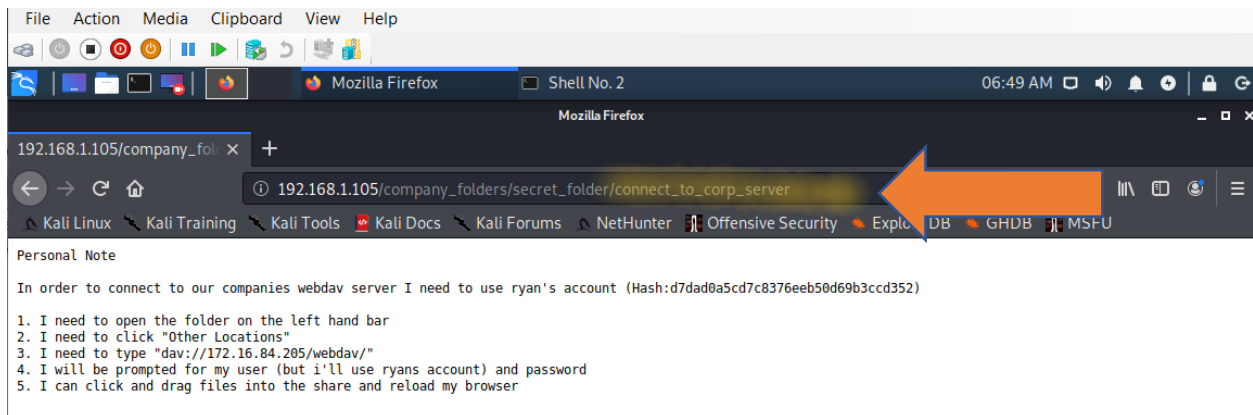 File Action Media Clipboard View Help
Mozilla Firefox Shell No. 2 06:49 AM
Mozilla Firefox
192.168.1.105/company_fol
192.168.1.105/company_folders/secret_folder/connect_to_corp_server
Kali Linux Kali Training Kali Tools Kali Docs Kali Forums NetHunter Offensive Security Explo DB GHDB MSFU
Personal Note
In order to connect to our companies webdav server I need to use ryan's account (Hash:d7dad0a5cd7c8376eeb50d69b3ccd352)
1. I need to open the folder on the left hand bar
2. I need to click "Other Locations"
3. I need to type "dav://172.16.84.205/webdav/"
4. I will be prompted for my user (but i'll use ryans account) and password
5. I can click and drag files into the share and reload my browser